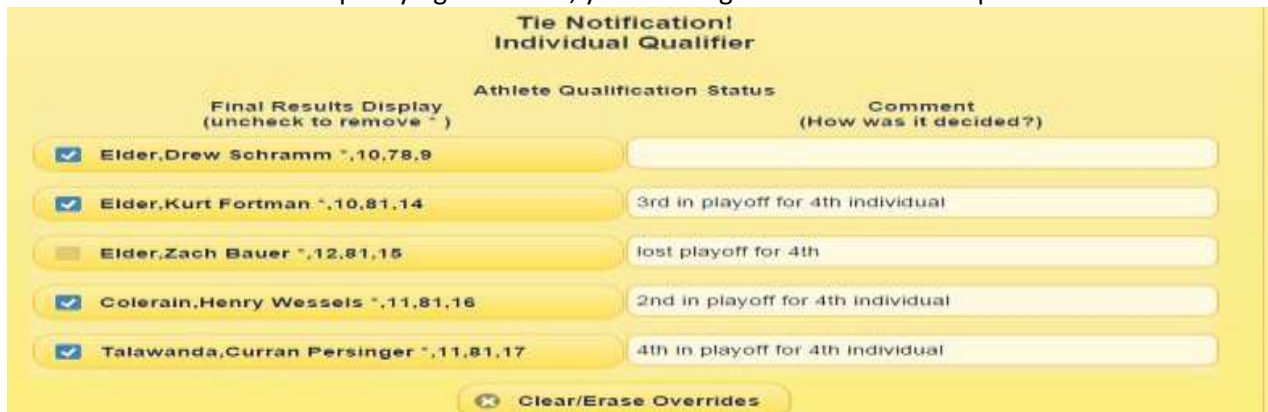 Tie Notification!
Individual Qualifier
Athlete Qualification Status
Final Results Display
(uncheck to remove * )
Comment
(How was it decided?)
Elder,Drew Schramm *,10,78,9
Elder,Kurt Fortman *,10,81,14
3rd in playoff for 4th individual
Elder,Zach Bauer *,12,81,15
lost playoff for 4th
Colerain,Henry Wessels *,11,81,16
2nd in playoff for 4th individual
Talawanda,Curran Persinger *,11,81,17
4th in playoff for 4th individual
Clear/Erase Overrides